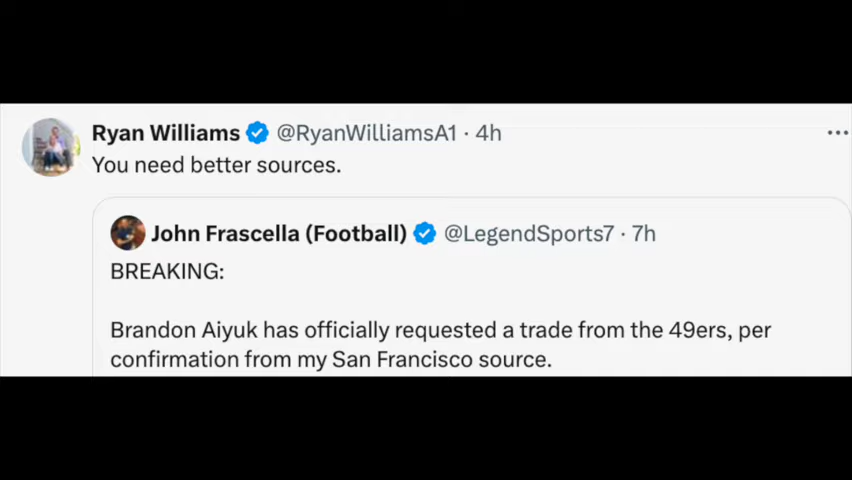 Ryan Williams @RyanWilliamsA1 · 4h
You need better sources.
John Frascella (Football) @LegendSports7 · 7h
BREAKING:
Brandon Aiyuk has officially requested a trade from the 49ers, per
confirmation from my San Francisco source.